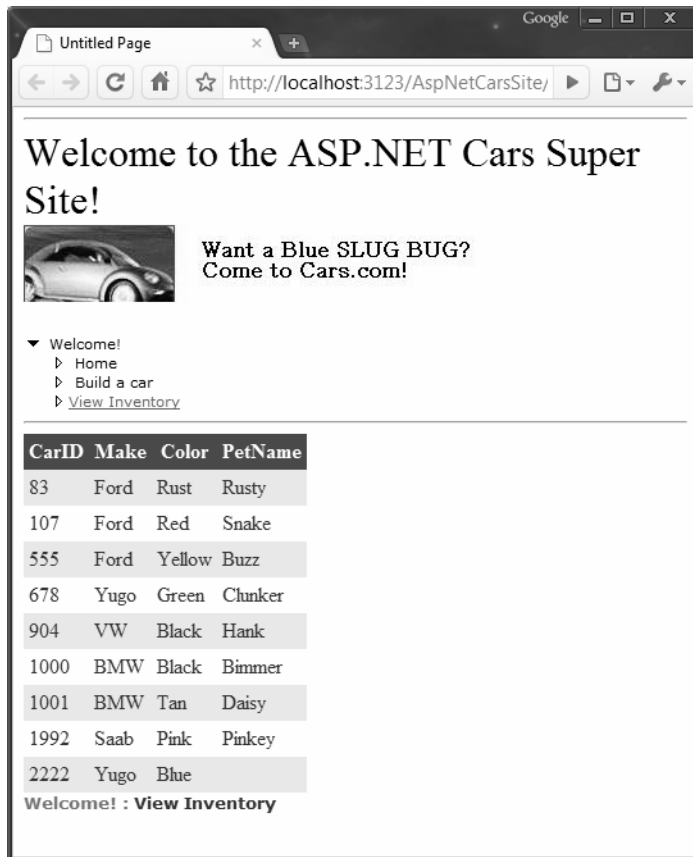 Google
Untitled Page
http://localhost:3123/AspNetCarsSite/
Welcome to the ASP.NET Cars Super
Site!
Want a Blue SLUG BUG?
Come to Cars.com!
Welcome!
Home
Build a car
View Inventory
CarID Make Color PetName
83 Ford Rust Rusty
107 Ford Red Snake
555 Ford Yellow Buzz
678 Yugo Green Clunker
904 VW Black Hank
1000 BMW Black Bimmer
1001 BMW Tan Daisy
1992 Saab Pink Pinkey
2222 Yugo Blue
Welcome! : View Inventory